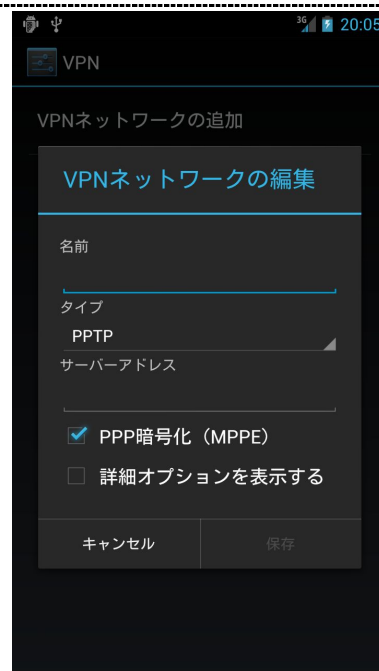 3G 20:05
VPN
VPNネットワークの追加
VPNネットワークの編集
名前
タイプ
PPTP
サーバーアドレス
PPP暗号化（MPPE）
詳細オプションを表示する
キャンセル 保存